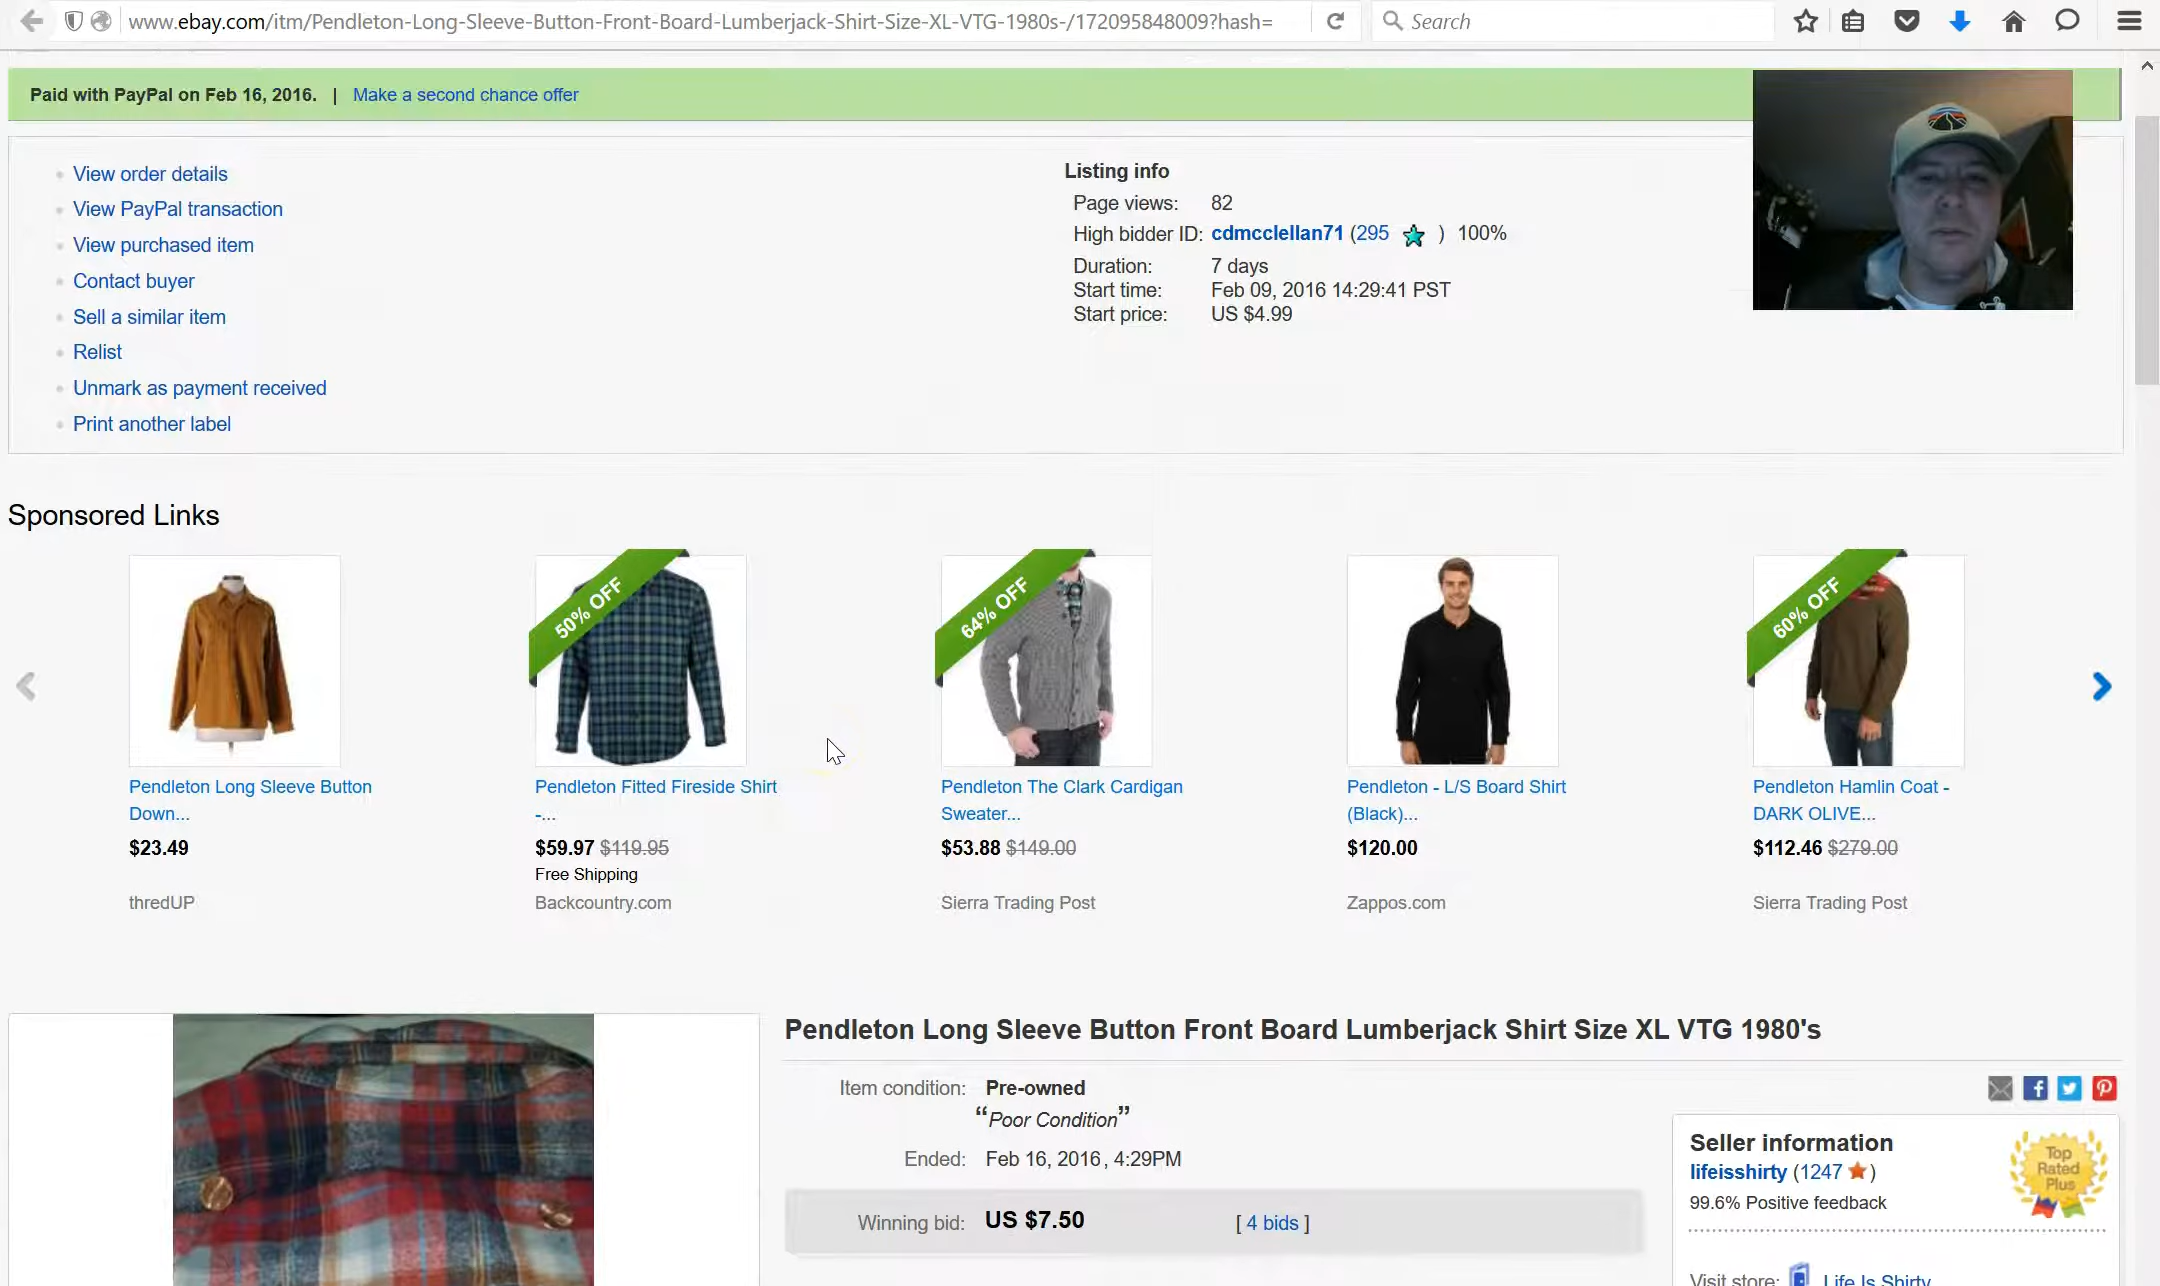 www.ebay.com/itm/Pendleton-Long-Sleeve-Button-Front-Board-Lumberjack-Shirt-Size-XL-VTG-1980s-/172095848009?hash=
Search
Paid with PayPal on Feb 16, 2016. | Make a second chance offer
View order details
View PayPal transaction
View purchased item
Contact buyer
Sell a similar item
Relist
Unmark as payment received
Print another label
Listing info
Page views: 82
High bidder ID: cdmcclellan71 (295 ) 100%
Duration: 7 days
Start time: Feb 09, 2016 14:29:41 PST
Start price: US $4.99
Sponsored Links
Pendleton Long Sleeve Button
Down...
$23.49
thredUP
50% OFF
Pendleton Fitted Fireside Shirt
-...
$59.97 $119.95
Free Shipping
Backcountry.com
64% OFF
Pendleton The Clark Cardigan
Sweater...
$53.88 $149.00
Sierra Trading Post
Pendleton - L/S Board Shirt
(Black)...
$120.00
Zappos.com
60% OFF
Pendleton Hamlin Coat -
DARK OLIVE...
$112.46 $279.00
Sierra Trading Post
Pendleton Long Sleeve Button Front Board Lumberjack Shirt Size XL VTG 1980's
Item condition: Pre-owned
“Poor Condition”
Ended: Feb 16, 2016 , 4:29PM
Winning bid: US $7.50 [ 4 bids ]
Seller information
lifeisshirty (1247 )
99.6% Positive feedback
Top
Rated
Plus
Visit store: Life Is Shirty